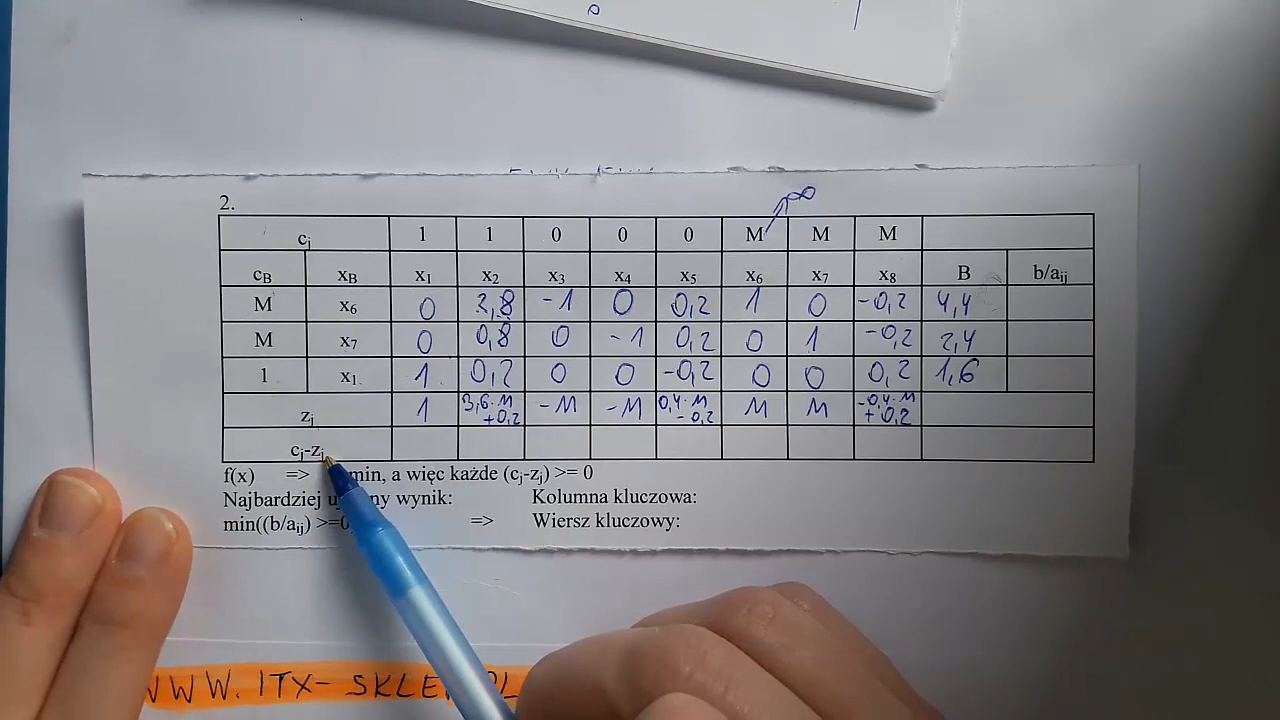 2.
∞
cj 1 1 0 0 0 M M M
cB xB x1 x2 x3 x4 x5 x6 x7 x8 B b/aij
M x6 0 2,8 -1 0 0,2 1 0 -0,2 4,4
M x7 0 0,8 0 -1 0,2 0 1 -0,2 2,4
1 x1 1 0,2 0 0 -0,2 0 0 0,2 1,6
zj 1 3,6·M +0,2 -M -M 0,4·M -0,2 M M -0,4·M +0,2
cj-zj
f(x) => min, a więc każde (cj-zj) >= 0
Najbardziej wynik: Kolumna kluczowa:
min((b/aij) >=0 => Wiersz kluczowy:
WWW.ITX-SKLEP.PL